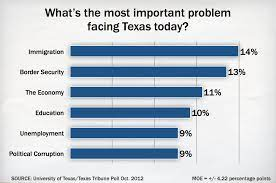 What's the most important problem
facing Texas today?
Immigration 14%
Border Security 13%
The Economy 11%
Education 10%
Unemployment 9%
Political Corruption 9%
SOURCE: University of Texas/Texas Tribune Poll Oct. 2012 MOE = +/- 4.22 percentage points